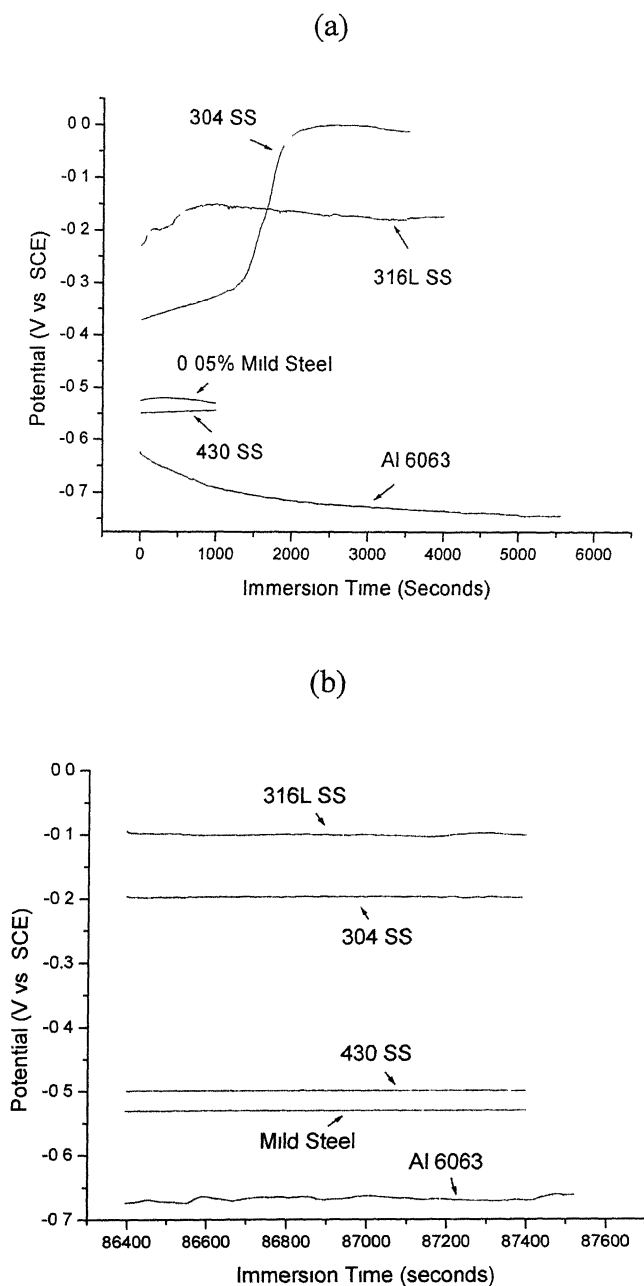 (a)
304 SS
316L SS
0 05% Mild Steel
430 SS
Al 6063
Potential (V vs SCE)
0 0
-0 1
-0 2
-0 3
-0 4
-0 5
-0 6
-0 7
0 1000 2000 3000 4000 5000 6000
Immersion Time (Seconds)
(b)
316L SS
304 SS
430 SS
Mild Steel
Al 6063
Potential (V vs SCE)
0 0
-0 1
-0 2
-0 3
-0 4
-0 5
-0 6
-0 7
86400 86600 86800 87000 87200 87400 87600
Immersion Time (seconds)